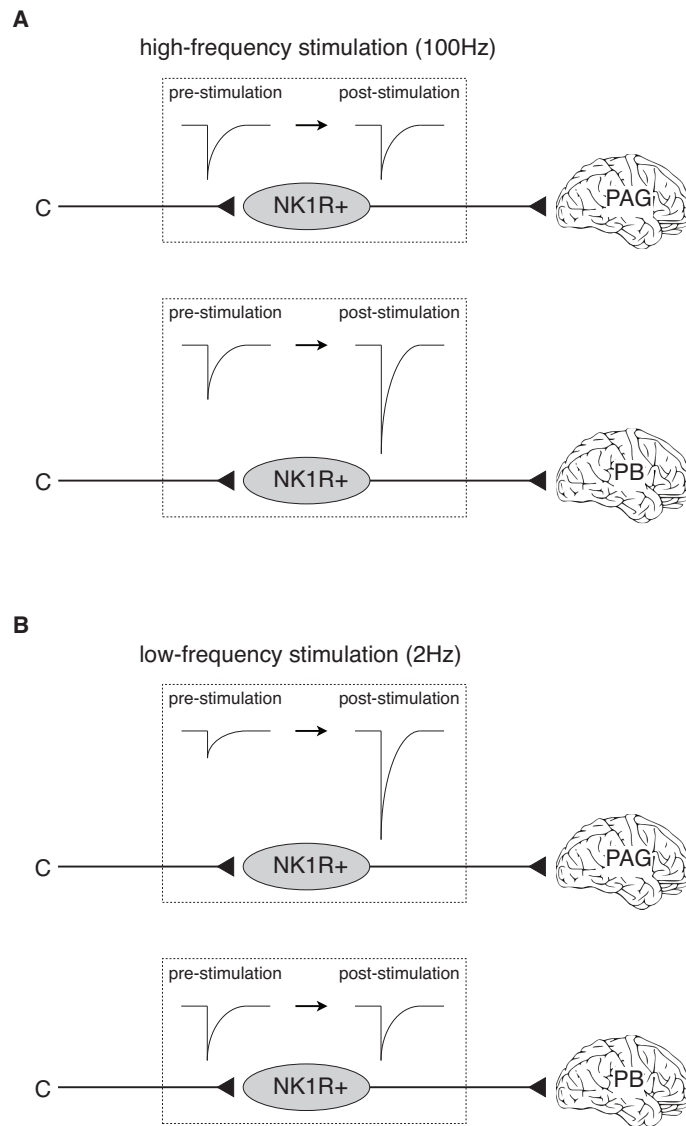 A
high-frequency stimulation (100Hz)
pre-stimulation post-stimulation
C NK1R+ PAG
pre-stimulation post-stimulation
C NK1R+ PB
B
low-frequency stimulation (2Hz)
pre-stimulation post-stimulation
C NK1R+ PAG
pre-stimulation post-stimulation
C NK1R+ PB